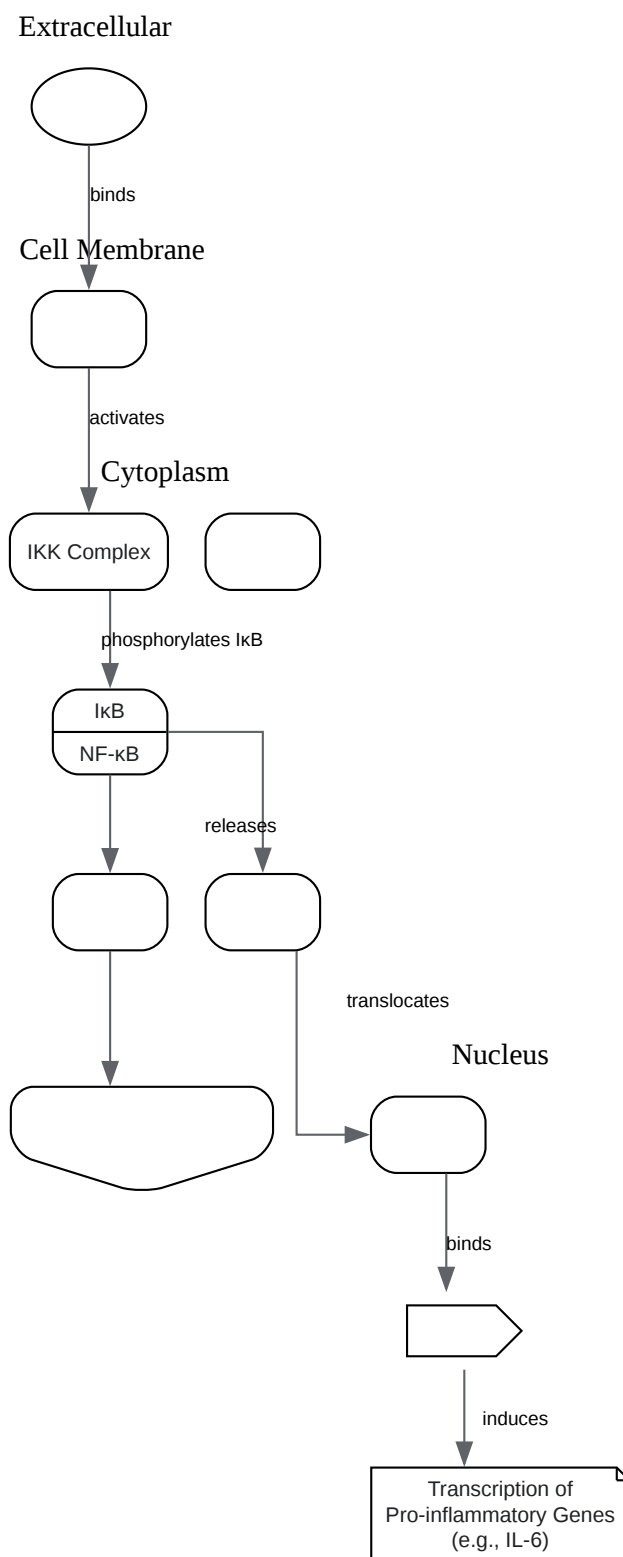 Extracellular
binds
Cell Membrane
activates
Cytoplasm
IKK Complex
phosphorylates IκB
IκB
NF-κB
releases
translocates
Nucleus
binds
induces
Transcription of
Pro-inflammatory Genes
(e.g., IL-6)